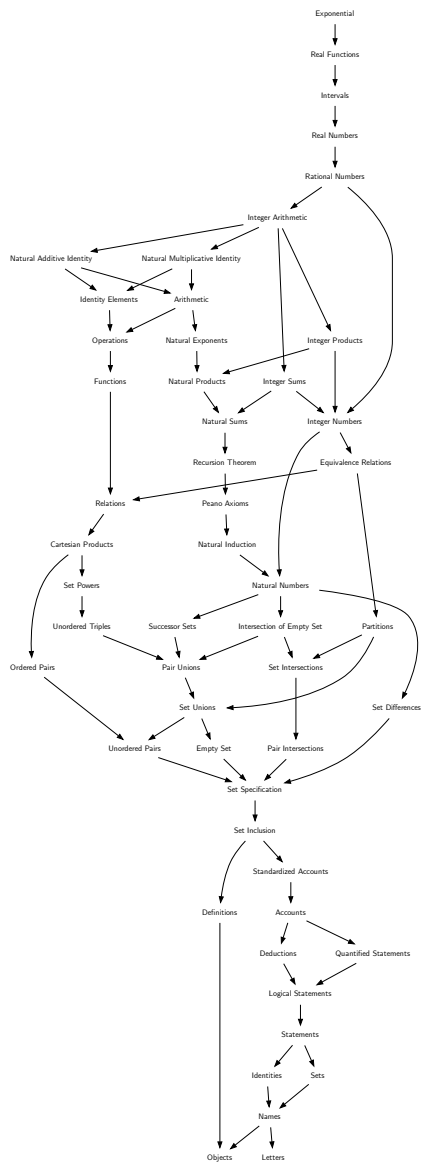 Exponential
Real Functions
Intervals
Real Numbers
Rational Numbers
Integer Arithmetic
Natural Additive Identity
Natural Multiplicative Identity
Identity Elements
Arithmetic
Operations
Natural Exponents
Integer Products
Functions
Natural Products
Integer Sums
Natural Sums
Integer Numbers
Recursion Theorem
Equivalence Relations
Relations
Peano Axioms
Cartesian Products
Natural Induction
Set Powers
Natural Numbers
Unordered Triples
Successor Sets
Intersection of Empty Set
Partitions
Ordered Pairs
Pair Unions
Set Intersections
Set Unions
Set Differences
Unordered Pairs
Empty Set
Pair Intersections
Set Specification
Set Inclusion
Standardized Accounts
Definitions
Accounts
Deductions
Quantified Statements
Logical Statements
Statements
Identities
Sets
Names
Objects
Letters